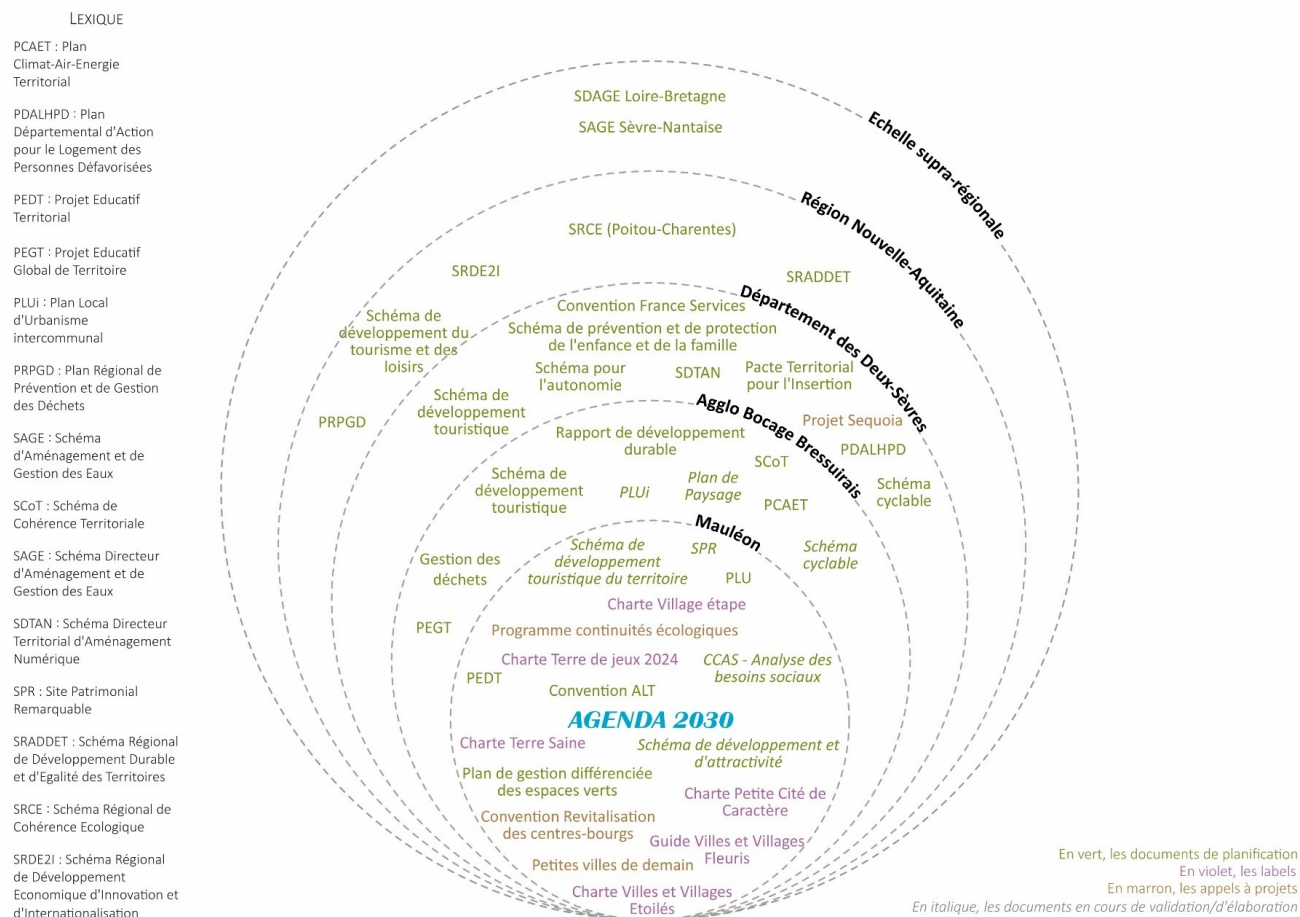 LEXIQUE
PCAET : Plan
Climat-Air-Energie
Territorial
PDALHPD : Plan
Départemental d'Action
pour le Logement des
Personnes Défavorisées
PEDT : Projet Educatif
Territorial
PEGT : Projet Educatif
Global de Territoire
PLUi : Plan Local
d'Urbanisme
intercommunal
PRPGD : Plan Régional de
Prévention et de Gestion
des Déchets
SAGE : Schéma
d'Aménagement et de
Gestion des Eaux
SCoT : Schéma de
Cohérence Territoriale
SAGE : Schéma Directeur
d'Aménagement et de
Gestion des Eaux
SDTAN : Schéma Directeur
Territorial d'Aménagement
Numérique
SPR : Site Patrimonial
Remarquable
SRADDET : Schéma Régional
de Développement Durable
et d'Egalité des Territoires
SRCE : Schéma Régional de
Cohérence Ecologique
SRDE2I : Schéma Régional
de Développement
Economique d'Innovation et
d'Internationalisation
Echelle supra-régionale
SDAGE Loire-Bretagne
SAGE Sèvre-Nantaise
Région Nouvelle-Aquitaine
SRCE (Poitou-Charentes)
SRDE2I
SRADDET
Schéma de
développement du
tourisme et des
loisirs
PRPGD
Département des Deux-Sèvres
Convention France Services
Schéma de prévention et de protection
de l'enfance et de la famille
Schéma pour
l'autonomie
SDTAN
Pacte Territorial
pour l'Insertion
Schéma de
développement
touristique
Projet Sequoia
PDALHPD
Schéma
cyclable
Agglo Bocage Bressuirais
Rapport de développement
durable
SCoT
Schéma de
développement
touristique
PLUi
Plan de
Paysage
PCAET
Gestion des
déchets
Schéma
cyclable
PEGT
Mauléon
Schéma de
développement
touristique du territoire
SPR
PLU
Charte Village étape
Programme continuités écologiques
Charte Terre de jeux 2024
CCAS - Analyse des
besoins sociaux
PEDT
Convention ALT
AGENDA 2030
Charte Terre Saine
Schéma de développement et
d'attractivité
Plan de gestion différenciée
des espaces verts
Charte Petite Cité de
Caractère
Convention Revitalisation
des centres-bourgs
Guide Villes et Villages
Fleuris
Petites villes de demain
Charte Villes et Villages
Etoilés
En vert, les documents de planification
En violet, les labels
En marron, les appels à projets
En italique, les documents en cours de validation/d'élaboration